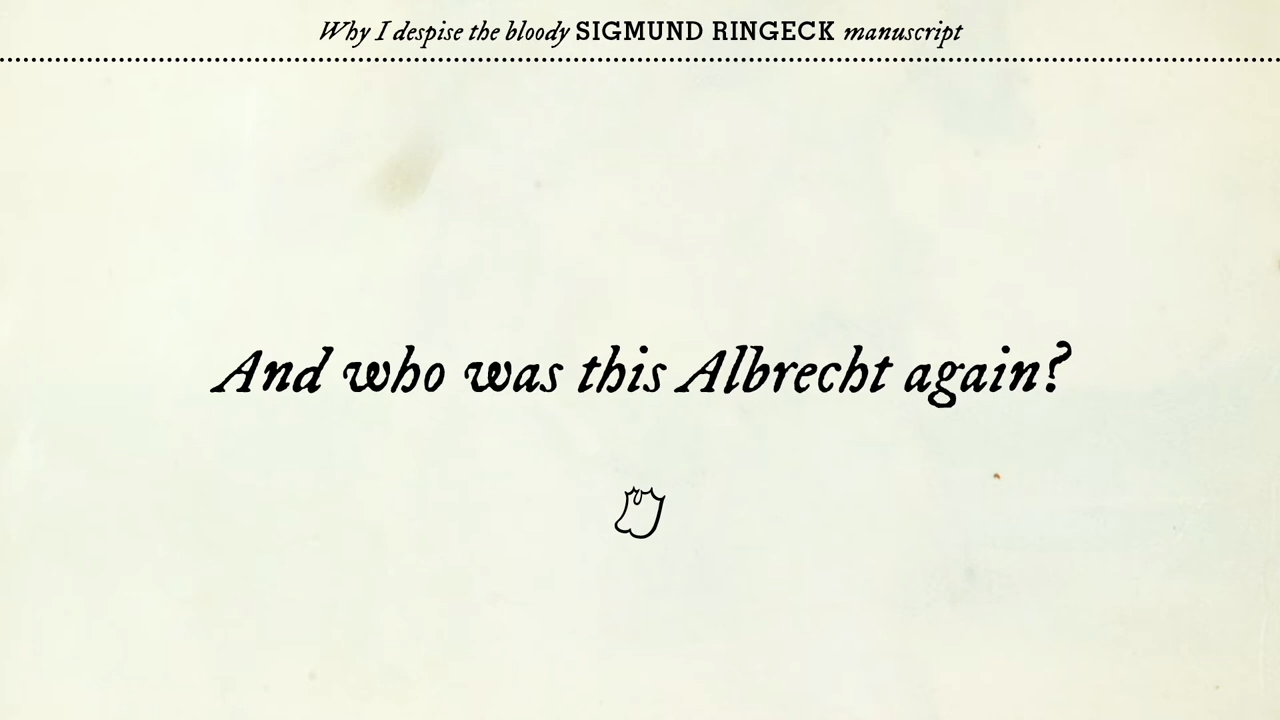 Why I despise the bloody SIGMUND RINGECK manuscript
And who was this Albrecht again?